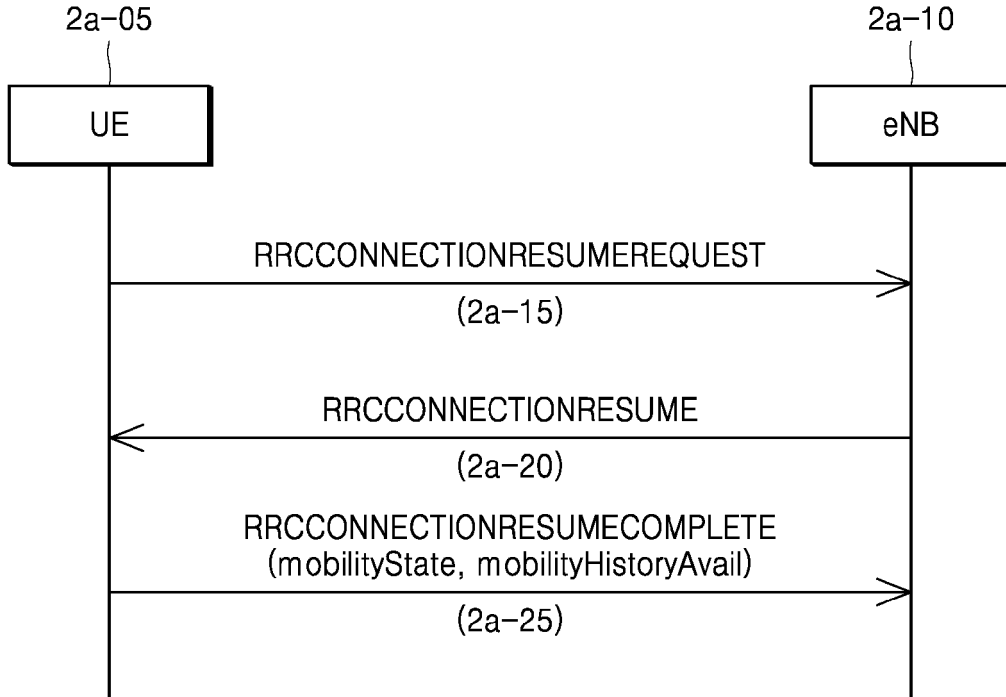 2a-05
2a-10
UE
eNB
RRCCONNECTIONRESUMEREQUEST
(2a-15)
RRCCONNECTIONRESUME
(2a-20)
RRCCONNECTIONRESUMECOMPLETE
(mobilityState, mobilityHistoryAvail)
(2a-25)